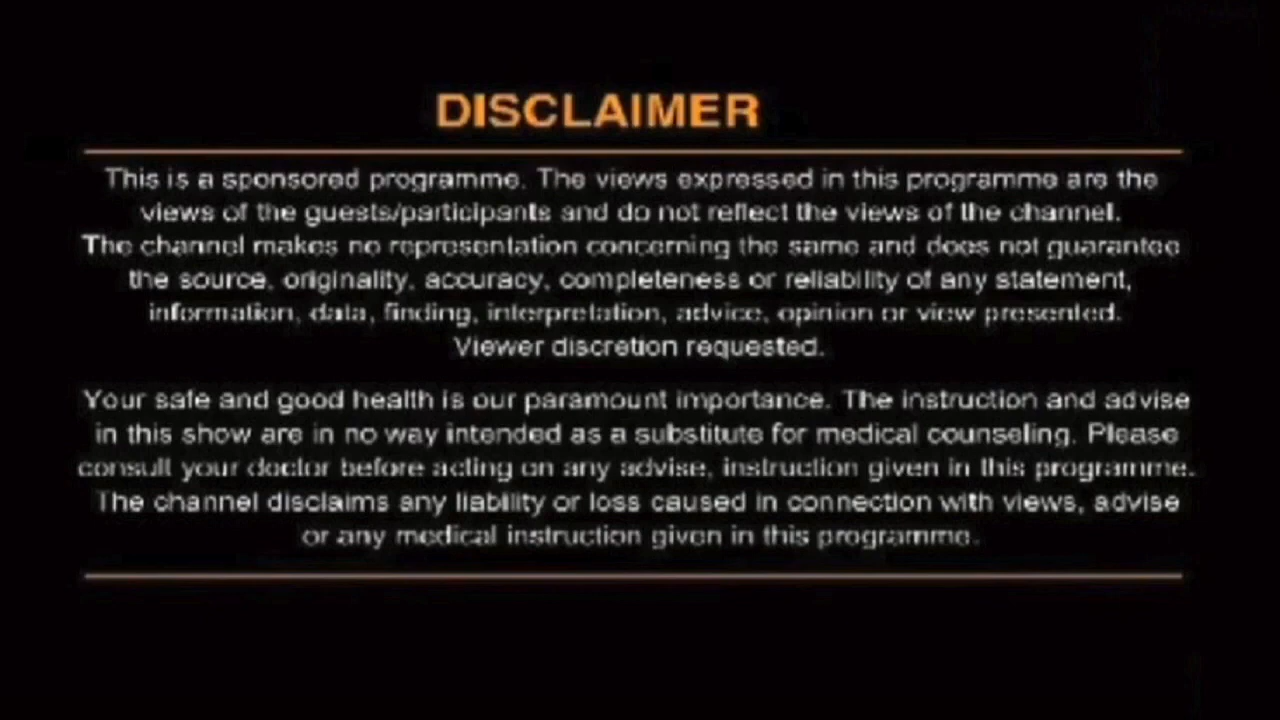 DISCLAIMER
This is a sponsored programme. The views expressed in this programme are the
views of the guests/participants and do not reflect the views of the channel.
The channel makes no representation concerning the same and does not guarantee
the source, originality, accuracy, completeness or reliability of any statement,
information, data, finding, interpretation, advice, opinion or view presented.
Viewer discretion requested.
Your safe and good health is our paramount importance. The instruction and advise
in this show are in no way intended as a substitute for medical counseling. Please
consult your doctor before acting on any advise, instruction given in this programme.
The channel disclaims any liability or loss caused in connection with views, advise
or any medical instruction given in this programme.